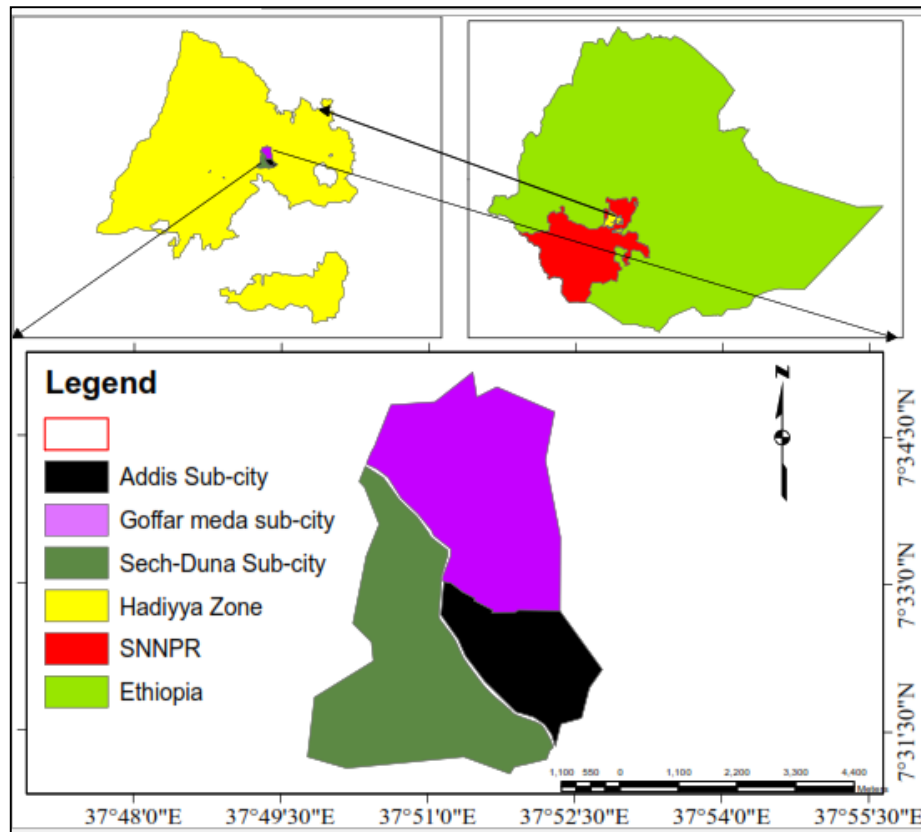 Legend
Addis Sub-city
Goffar meda sub-city
Sech-Duna Sub-city
Hadiyya Zone
SNNPR
Ethiopia
N
7°34'30"N
7°33'0"N
7°31'30"N
1,100 550 0 1,100 2,200 3,300 4,400
Meters
37°48'0"E 37°49'30"E 37°51'0"E 37°52'30"E 37°54'0"E 37°55'30"E